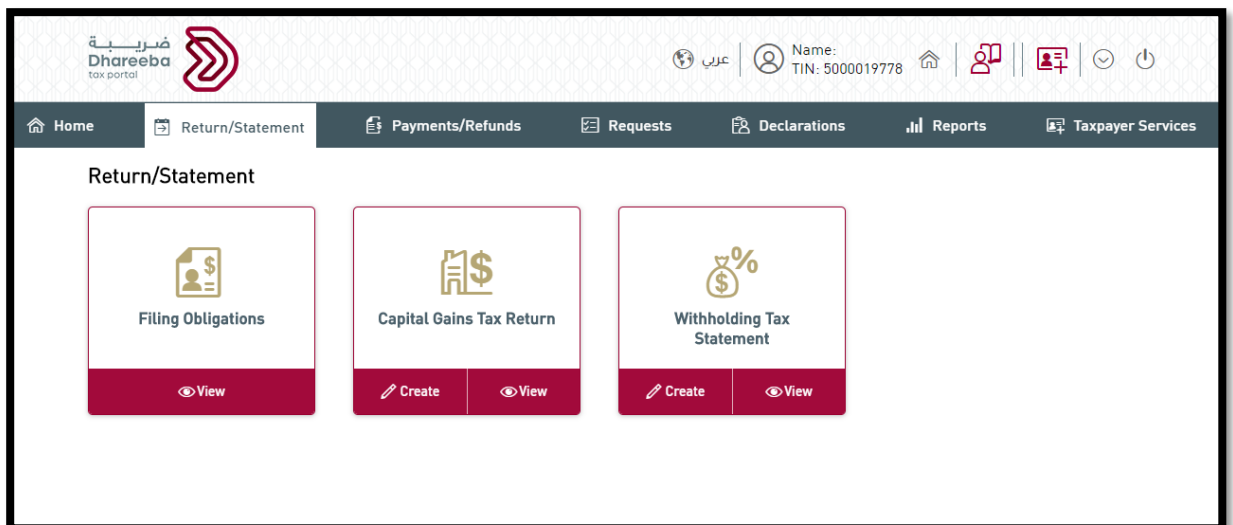 ضريبة
Dhareeba
tax portal
عربي
Name:
TIN: 5000019778
Home
Return/Statement
Payments/Refunds
Requests
Declarations
Reports
Taxpayer Services
Return/Statement
Filing Obligations
View
Capital Gains Tax Return
Create
View
Withholding Tax
Statement
Create
View